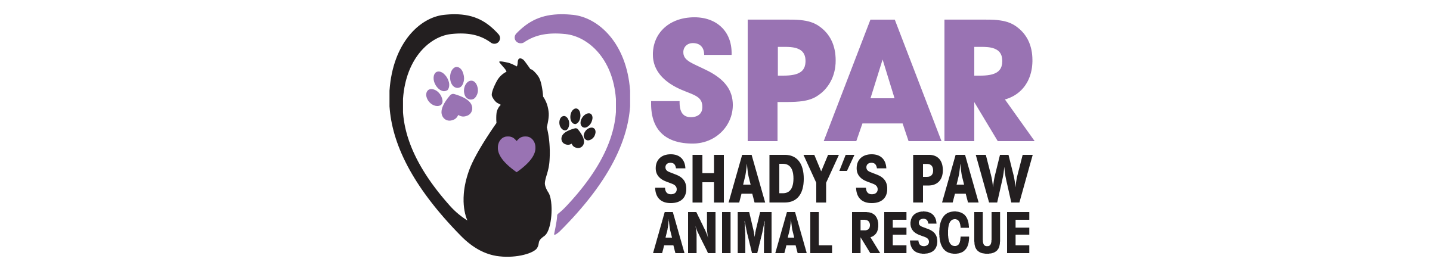 SPAR
SHADY'S PAW
ANIMAL RESCUE